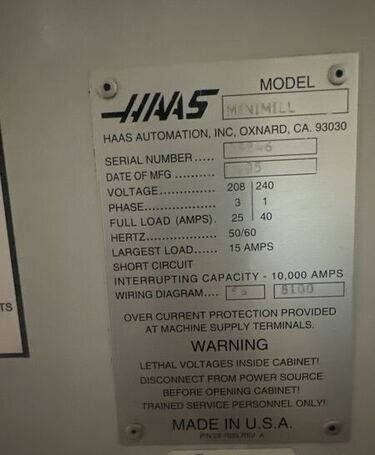 HAAS
MODEL
MINIMILL
HAAS AUTOMATION, INC, OXNARD, CA. 93030
SERIAL NUMBER.....
DATE OF MFG..........
VOLTAGE................ 208 | 240
PHASE.................... 3 | 1
FULL LOAD (AMPS). 25 | 40
HERTZ.................... 50/60
LARGEST LOAD...... 15 AMPS
SHORT CIRCUIT
INTERRUPTING CAPACITY - 10,000 AMPS
WIRING DIAGRAM.... 8100
OVER CURRENT PROTECTION PROVIDED
AT MACHINE SUPPLY TERMINALS.
WARNING
LETHAL VOLTAGES INSIDE CABINET!
DISCONNECT FROM POWER SOURCE
BEFORE OPENING CABINET!
TRAINED SERVICE PERSONNEL ONLY!
MADE IN U.S.A.
TS